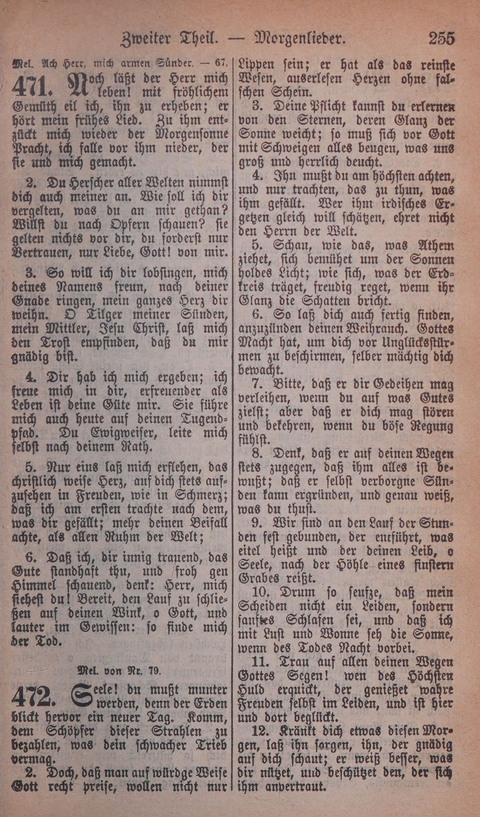 Zweiter Theil. — Morgenlieder. 255
Mel. Ach Herr, mich armen Sünder. — 67.
471. Noch läßt der Herr mich
leben! mit fröhlichem
Gemüth eil ich, ihn zu erheben; er
hört mein frühes Lied. Zu ihm ent-
zückt mich wieder der Morgensonne
Pracht, ich falle vor ihm nieder, der
sie und mich gemacht.
2. Du Herscher aller Welten nimmst
dich auch meiner an. Wie soll ich dir
vergelten, was du an mir gethan?
Willst du nach Opfern schauen? sie
gelten nichts vor dir, du forderst nur
Vertrauen, nur Liebe, Gott! von mir.
3. So will ich dir lobsingen, mich
deines Namens freun, nach deiner
Gnade ringen, mein ganzes Herz dir
weihn. O Tilger meiner Sünden,
mein Mittler, Jesu Christ, laß mich
den Trost empfinden, daß du mir
gnädig bist.
4. Dir hab ich mich ergeben; ich
freue mich in dir, erfreuender als
Leben ist deine Güte mir. Sie führe
mich auch heute auf deinen Tugend-
pfad. Du Ewigweiser, leite mich
selbst nach deinem Rath.
5. Nur eins laß mich erflehen, das
christlich weise Herz, auf dich stets auf-
zusehen in Freuden, wie in Schmerz;
daß ich am ersten trachte nach dem,
was dir gefällt; mehr deinen Beifall
achte, als allen Ruhm der Welt;
6. Daß ich, dir innig trauend, das
Gute standhaft thu, und froh gen
Himmel schauend, denk: Herr, mich
siehest du! Bereit, den Lauf zu schlie-
ßen auf deinen Wink, o Gott, und
lauter im Gewissen: so finde mich
der Tod.
Mel. von Nr. 79.
472. Seele! du mußt munter
werden, denn der Erden
blickt hervor ein neuer Tag. Komm,
dem Schöpfer dieser Strahlen zu
bezahlen, was dein schwacher Trieb
vermag.
2. Doch, daß man auf würdge Weise
Gott recht preise, wollen nicht nur
Lippen sein; er hat als das reinste
Wesen, auserlesen Herzen ohne fal-
schen Schein.
3. Deine Pflicht kannst du erlernen
von den Sternen, deren Glanz der
Sonne weicht; so muß sich vor Gott
mit Schweigen alles beugen, was uns
groß und herrlich deucht.
4. Ihn mußt du am höchsten achten,
und nur trachten, das zu thun, was
ihm gefällt. Wer ihm irdisches Er-
getzen gleich will schätzen, ehret nicht
den Herrn der Welt.
5. Schau, wie das, was Athem
ziehet, sich bemühet um der Sonnen
holdes Licht; wie sich, was der Erd-
kreis träget, freudig reget, wenn ihr
Glanz die Schatten bricht.
6. So laß dich auch fertig finden,
anzuzünden deinen Weihrauch. Gottes
Macht hat, um dich vor Unglücksstür-
men zu beschirmen, selber mächtig dich
bewacht.
7. Bitte, daß er dir Gedeihen mag
verleihen, wenn du auf was Gutes
zielst; aber daß er dich mag stören
und bekehren, wenn du böse Regung
fühlst.
8. Denk, daß er auf deinen Wegen
stets zugegen, daß ihm alles ist be-
wußt; daß er selbst verborgne Sün-
den kann ergründen, und genau weiß,
was du thust.
9. Wir sind an den Lauf der Stun-
den fest gebunden, der entführt, was
eitel heißt und der deinen Leib, o
Seele, nach der Höhle eines finstern
Grabes reißt.
10. Drum so seufze, daß mein
Scheiden nicht ein Leiden, sondern
sanftes Schlafen sei, und daß ich
mit Lust und Wonne seh die Sonne,
wenn des Todes Nacht vorbei.
11. Trau auf allen deinen Wegen
Gottes Segen! wen des Höchsten
Huld erquickt, der genießet wahre
Freuden selbst im Leiden, und ist hier
und dort beglückt.
12. Kränkt dich etwas diesen Mor-
gen, laß ihn sorgen, ihn, der gnädig
auf dich schaut; er weiß besser, was
dir nützet, und beschützet den, der sich
ihm anvertraut.